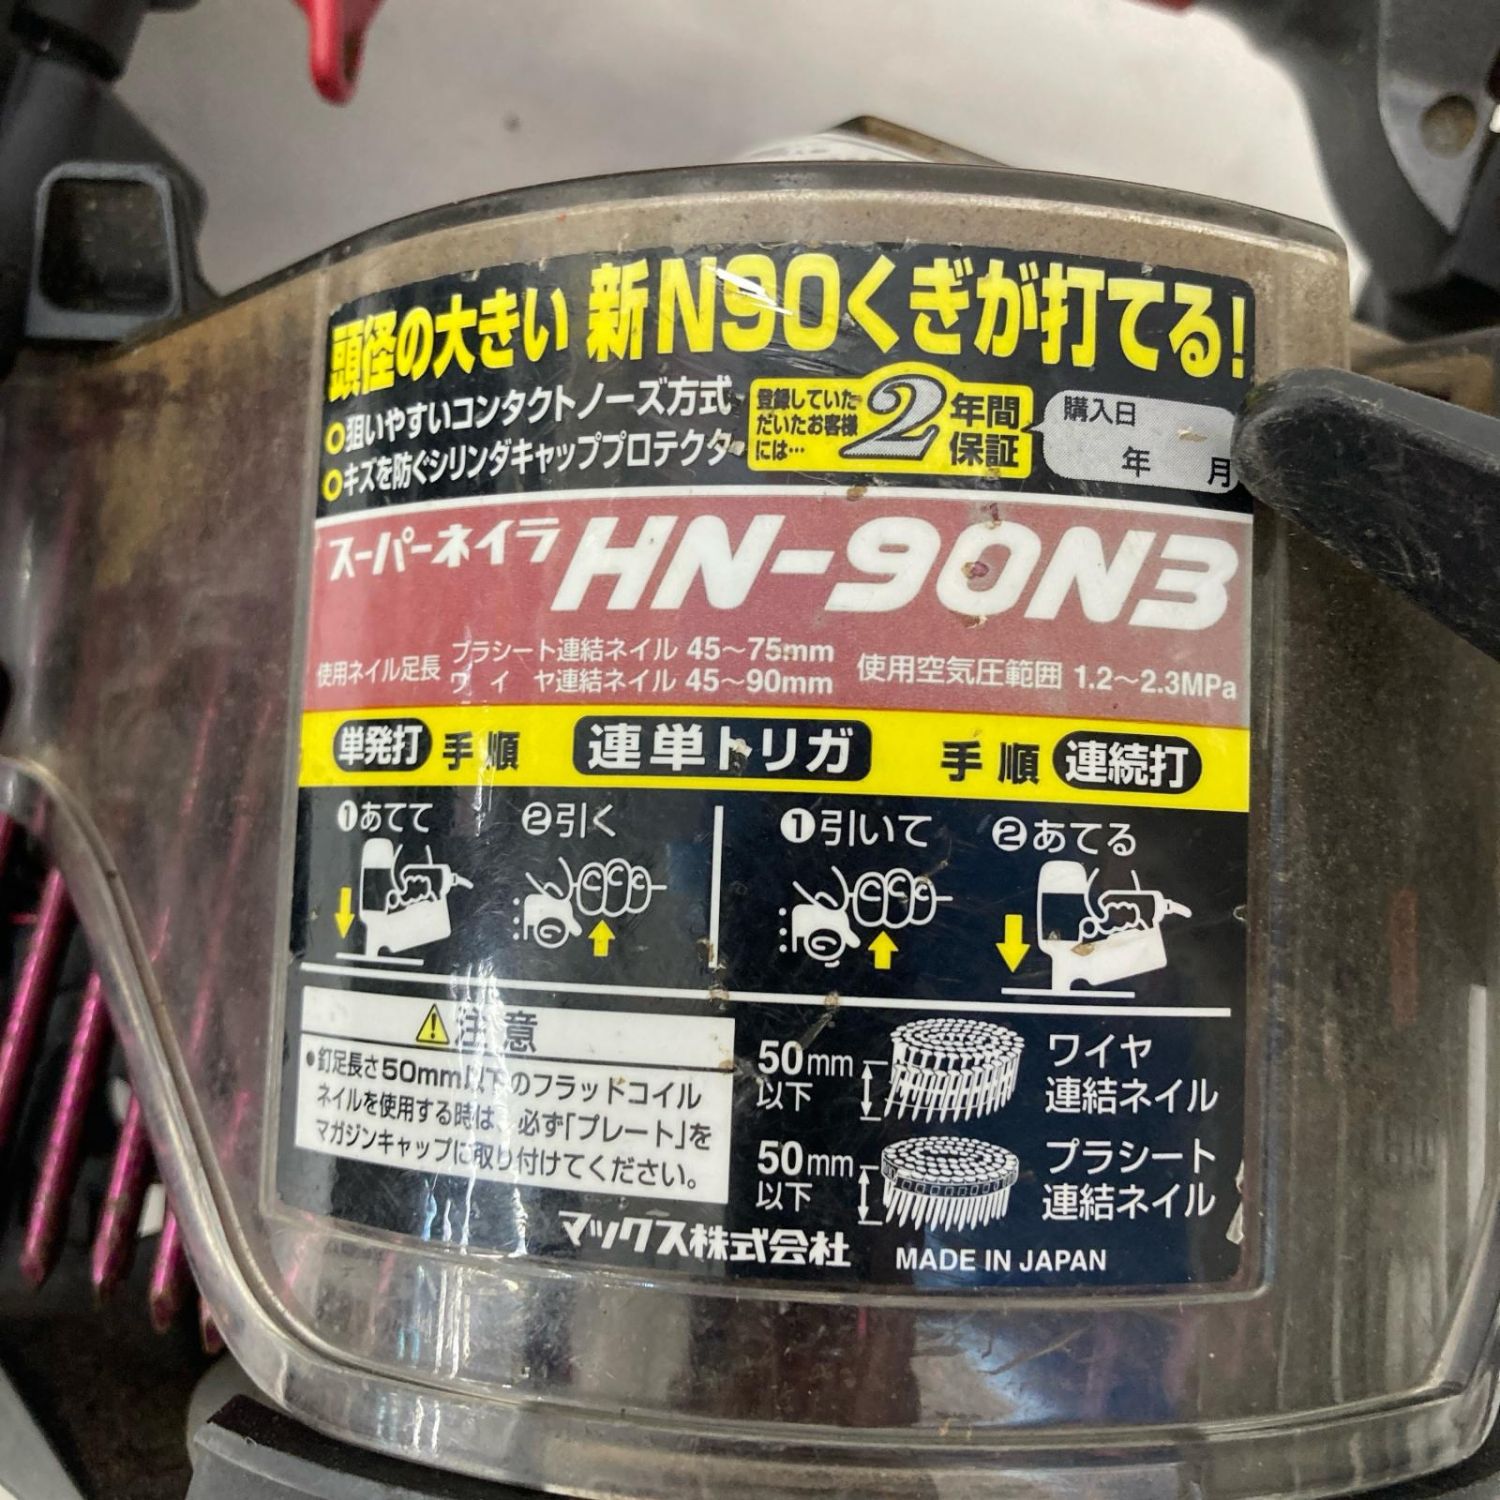 頭径の大きい 新N90くぎが打てる!
○狙いやすいコンタクトノーズ方式
○キズを防ぐシリンダキャッププロテクタ
登録していた
だいたお客様
には…
2年間
保証
購入日
年 月
スーパーネイラ HN-90N3
使用ネイル足長
プラシート連結ネイル 45~75mm
ワイヤ連結ネイル 45~90mm
使用空気圧範囲 1.2~2.3MPa
単発打 手順 連単トリガ 手順 連続打
❶あてて ❷引く ❶引いて ❷あてる
⚠注意
●釘足長さ50mm以下のフラッドコイル
ネイルを使用する時は、必ず「プレート」を
マガジンキャップに取り付けてください。
50mm
以下
ワイヤ
連結ネイル
50mm
以下
プラシート
連結ネイル
マックス株式会社 MADE IN JAPAN